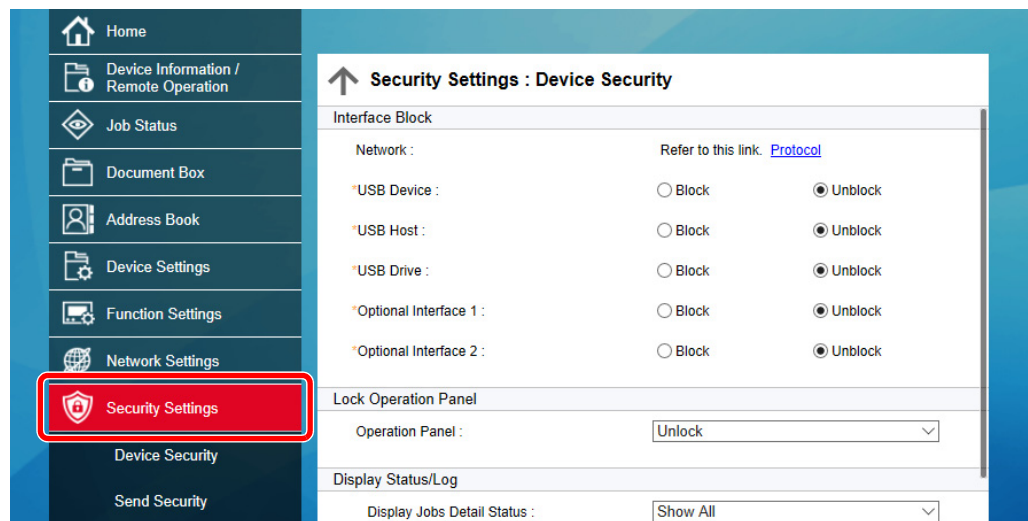 Home
Device Information /
Remote Operation
Job Status
Document Box
Address Book
Device Settings
Function Settings
Network Settings
Security Settings
Device Security
Send Security
Security Settings : Device Security
Interface Block
Network : Refer to this link. Protocol
*USB Device : Block Unblock
*USB Host : Block Unblock
*USB Drive : Block Unblock
*Optional Interface 1 : Block Unblock
*Optional Interface 2 : Block Unblock
Lock Operation Panel
Operation Panel : Unlock
Display Status/Log
Display Jobs Detail Status : Show All